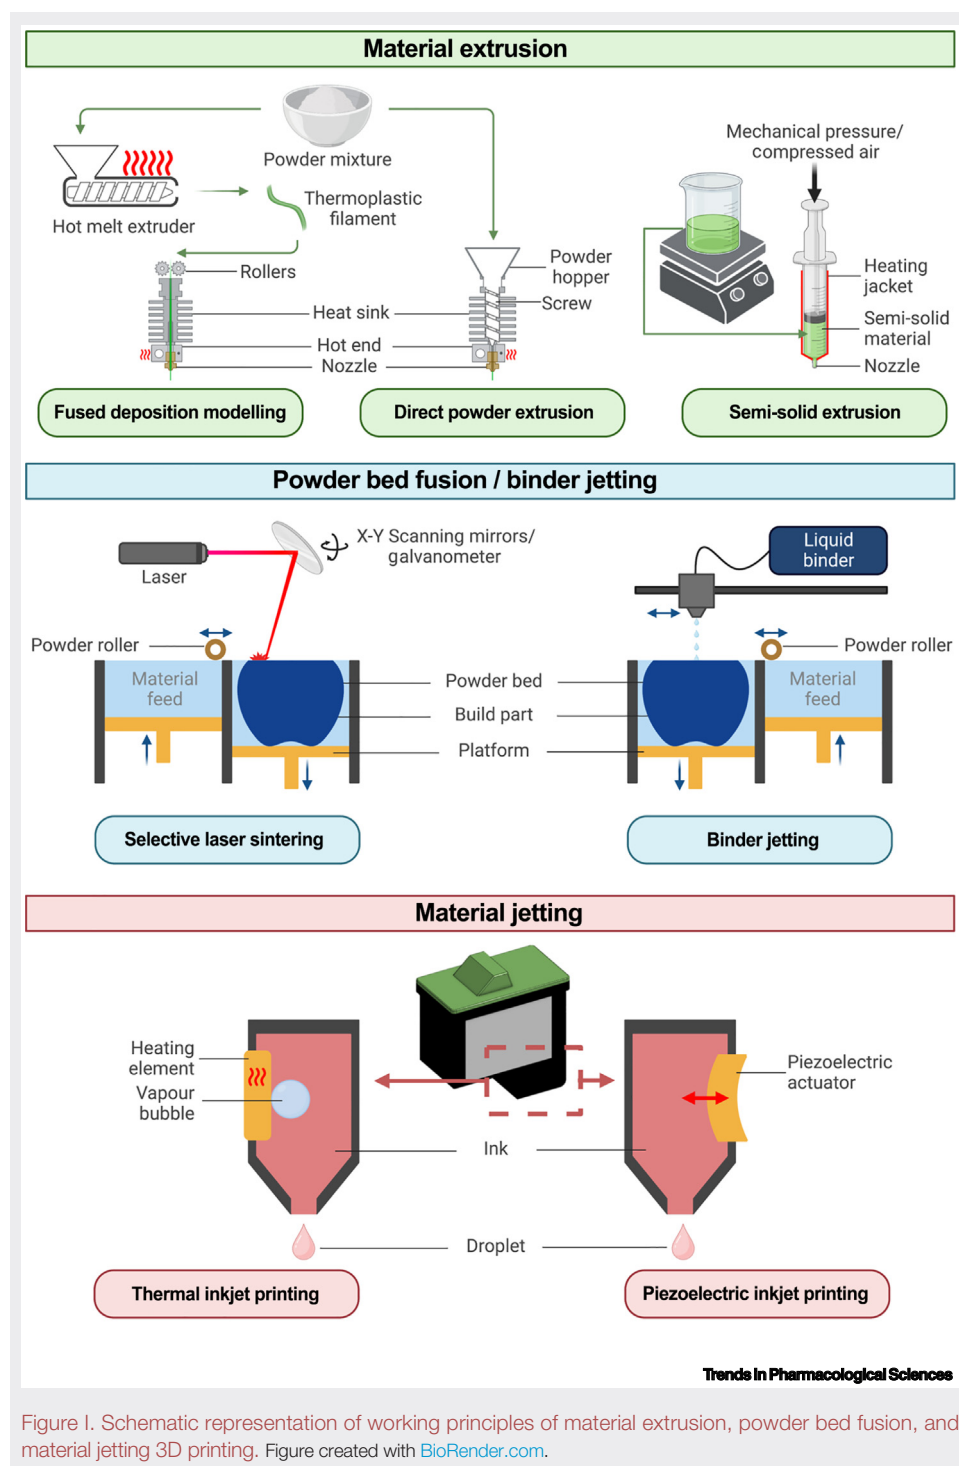 Material extrusion
Powder mixture
Hot melt extruder
Thermoplastic
filament
Rollers
Heat sink
Hot end
Nozzle
Powder
hopper
Screw
Mechanical pressure/
compressed air
Heating
jacket
Semi-solid
material
Nozzle
Fused deposition modelling
Direct powder extrusion
Semi-solid extrusion
Powder bed fusion / binder jetting
Laser
X-Y Scanning mirrors/
galvanometer
Liquid
binder
Powder roller
Material
feed
Powder bed
Build part
Platform
Powder roller
Material
feed
Selective laser sintering
Binder jetting
Material jetting
Heating
element
Vapour
bubble
Piezoelectric
actuator
Ink
Droplet
Thermal inkjet printing
Piezoelectric inkjet printing
Trends in Pharmacological Sciences
Figure I. Schematic representation of working principles of material extrusion, powder bed fusion, and
material jetting 3D printing. Figure created with BioRender.com.